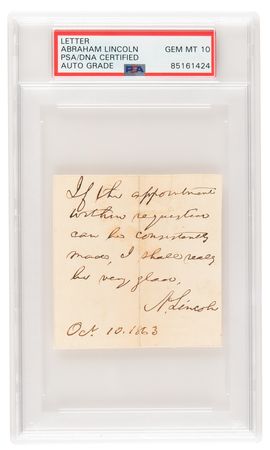 LETTER
ABRAHAM LINCOLN
PSA/DNA CERTIFIED
AUTO GRADE
GEM MT 10
PSA
85161424
If the appointment
within requested
can be consistently
made, I shall really
be very glad.
A. Lincoln
Oct. 10. 1863